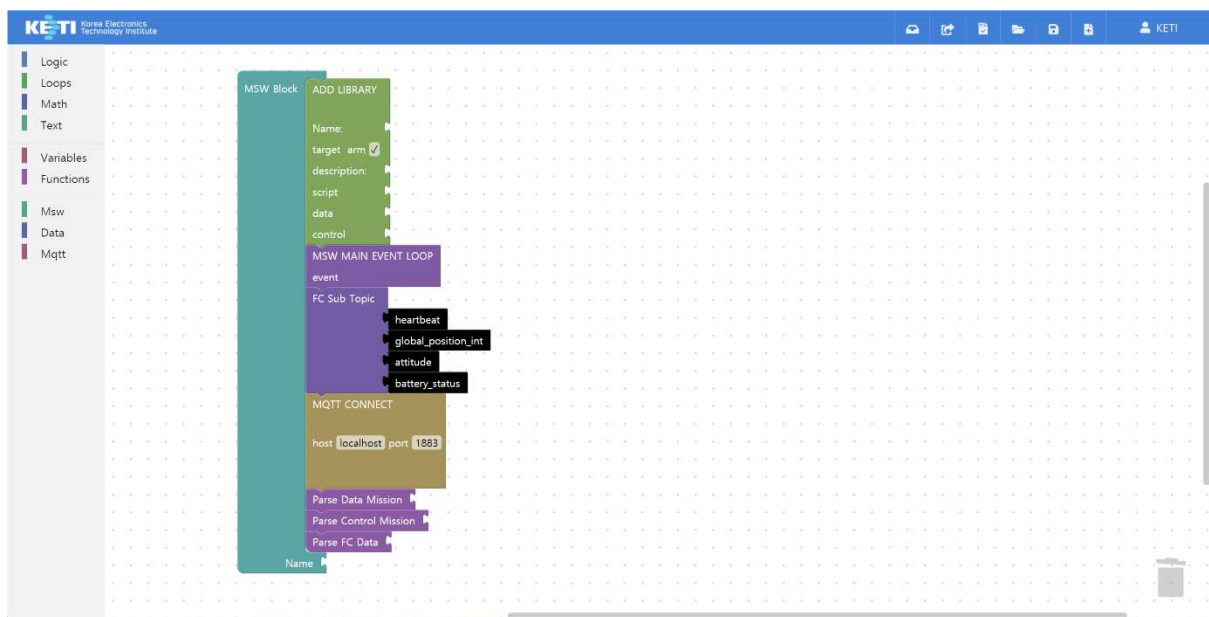 KETI Korea Electronics Technology Institute
KETI
Logic
Loops
Math
Text
Variables
Functions
Msw
Data
Mqtt
MSW Block
ADD LIBRARY
Name:
target arm
description:
script
data
control
MSW MAIN EVENT LOOP
event
FC Sub Topic
heartbeat
global_position_int
attitude
battery_status
MQTT CONNECT
host localhost port 1883
Parse Data Mission
Parse Control Mission
Parse FC Data
Name